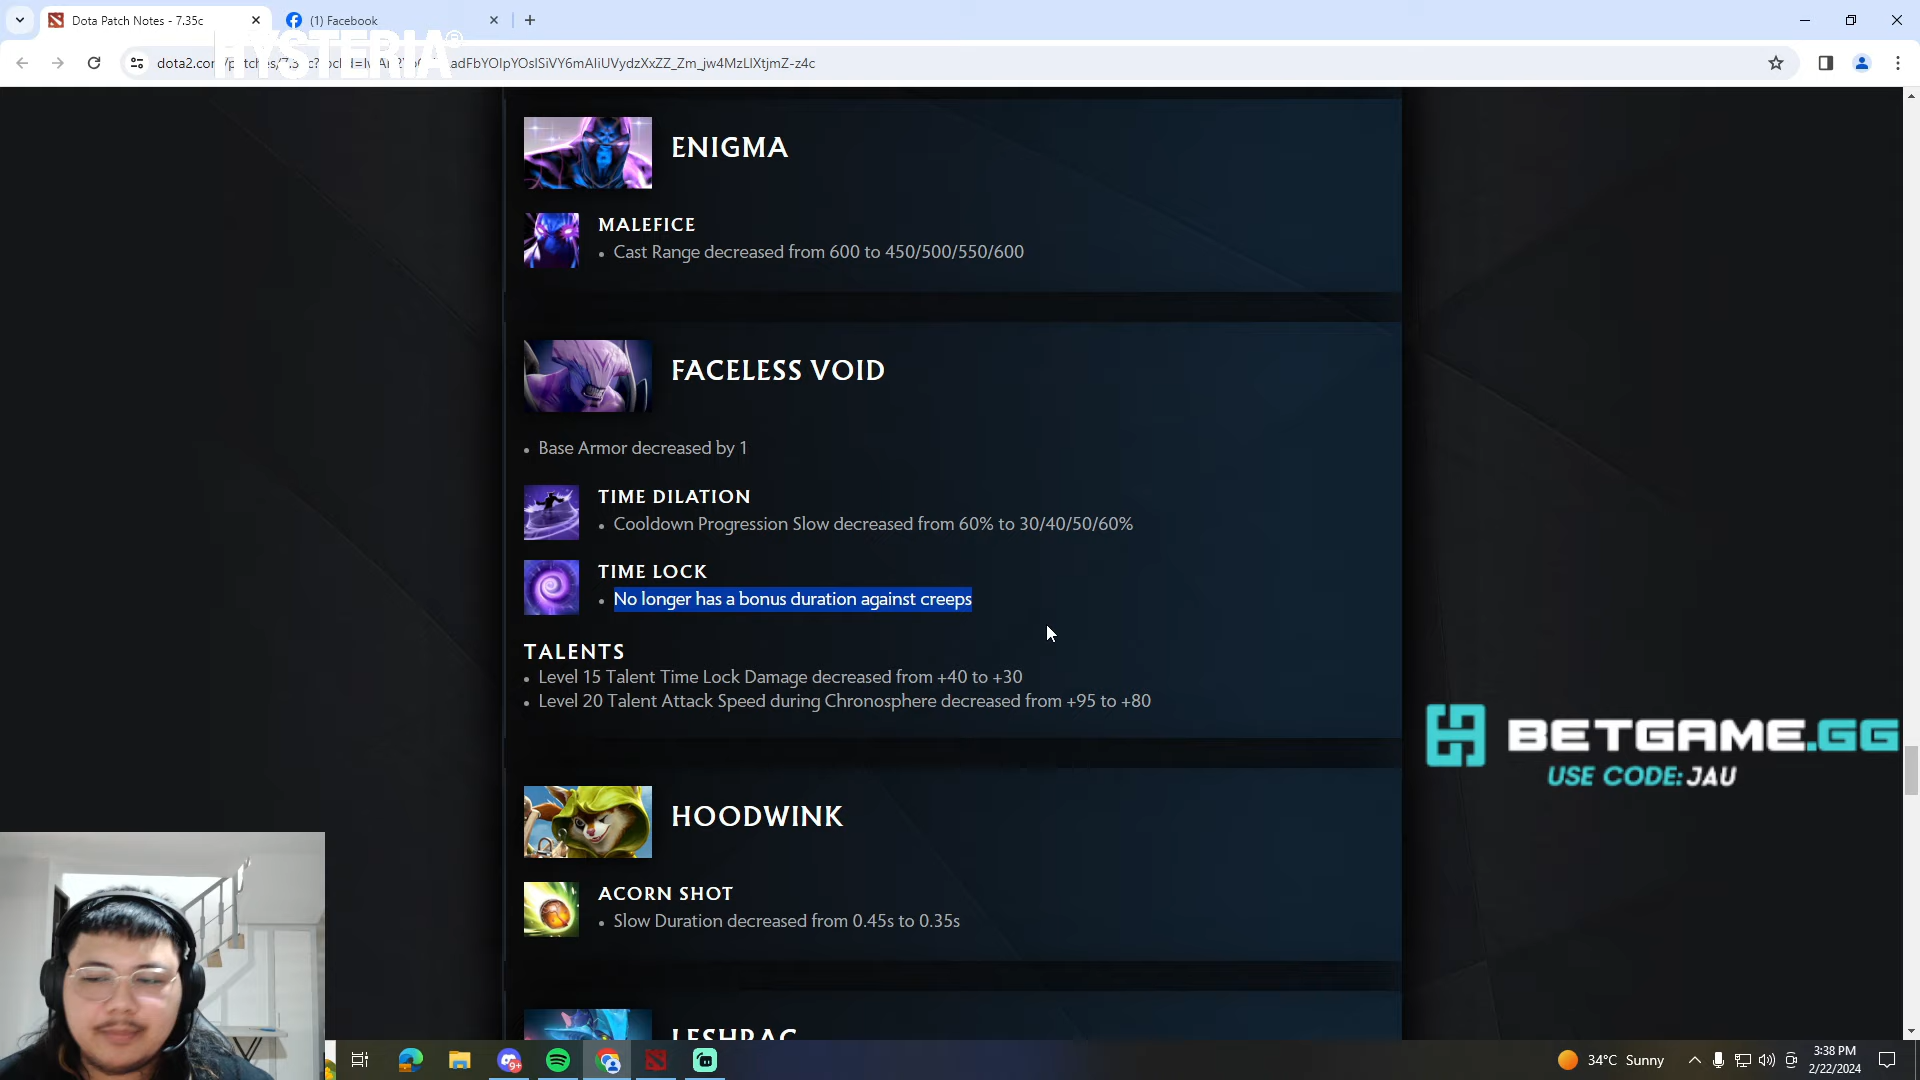 Dota Patch Notes - 7.35c
(1) Facebook
HYSTERIA®
ENIGMA
MALEFICE
• Cast Range decreased from 600 to 450/500/550/600
FACELESS VOID
• Base Armor decreased by 1
TIME DILATION
• Cooldown Progression Slow decreased from 60% to 30/40/50/60%
TIME LOCK
• No longer has a bonus duration against creeps
TALENTS
• Level 15 Talent Time Lock Damage decreased from +40 to +30
• Level 20 Talent Attack Speed during Chronosphere decreased from +95 to +80
BETGAME.GG
USE CODE: JAU
HOODWINK
ACORN SHOT
• Slow Duration decreased from 0.45s to 0.35s
LESHRAC
34°C Sunny
3:38 PM
2/22/2024